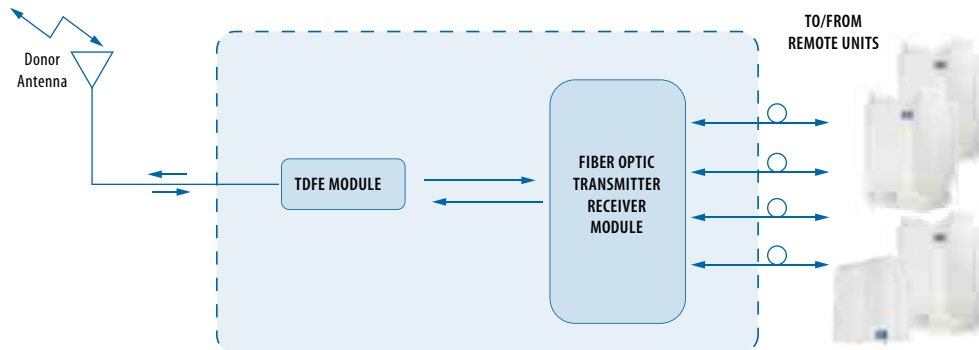 TO/FROM
REMOTE UNITS
Donor
Antenna
TDFE MODULE
FIBER OPTIC
TRANSMITTER
RECEIVER
MODULE